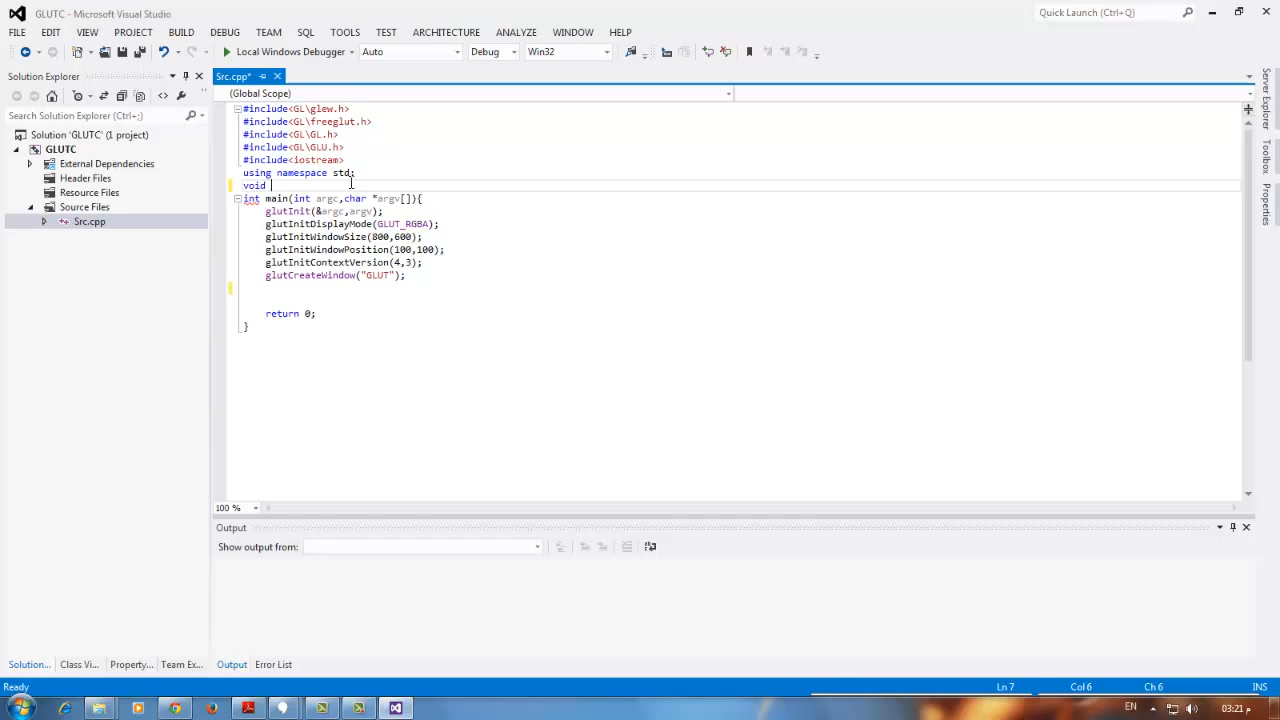 GLUTC - Microsoft Visual Studio
Quick Launch (Ctrl+Q)
FILE EDIT VIEW PROJECT BUILD DEBUG TEAM SQL TOOLS TEST ARCHITECTURE ANALYZE WINDOW HELP
Local Windows Debugger Auto Debug Win32
Solution Explorer
Search Solution Explorer (Ctrl+;)
Solution 'GLUTC' (1 project)
GLUTC
External Dependencies
Header Files
Resource Files
Source Files
Src.cpp
Src.cpp*
(Global Scope)
#include<GL\glew.h>
#include<GL\freeglut.h>
#include<GL\GL.h>
#include<GL\GLU.h>
#include<iostream>
using namespace std;
void
int main(int argc,char *argv[]){
glutInit(&argc,argv);
glutInitDisplayMode(GLUT_RGBA);
glutInitWindowSize(800,600);
glutInitWindowPosition(100,100);
glutInitContextVersion(4,3);
glutCreateWindow("GLUT");
return 0;
}
100 %
Output
Show output from:
Server Explorer
Toolbox
Properties
Solution... Class Vi... Property... Team Ex...
Output Error List
Ready Ln 7 Col 6 Ch 6 INS
EN 03:21 م